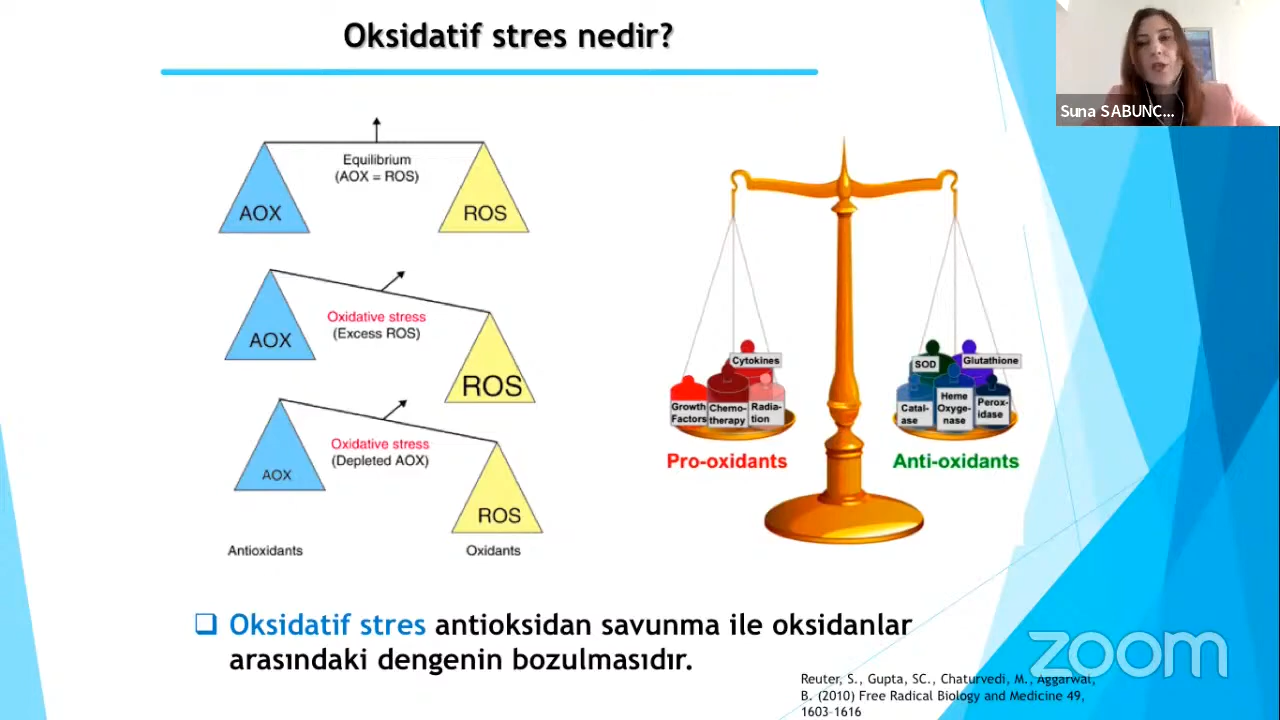 Oksidatif stres nedir?
Suna SABUNC...
Equilibrium
(AOX = ROS)
AOX
ROS
Oxidative stress
(Excess ROS)
AOX
ROS
Oxidative stress
(Depleted AOX)
AOX
ROS
Antioxidants
Oxidants
Cytokines
Growth
Factors
Chemo-
therapy
Radia-
tion
Pro-oxidants
SOD
Glutathione
Catal-
ase
Heme
Oxyge-
nase
Perox-
idase
Anti-oxidants
❑ Oksidatif stres antioksidan savunma ile oksidanlar
arasındaki dengenin bozulmasıdır.
Reuter, S., Gupta, SC., Chaturvedi, M., Aggarwal,
B. (2010) Free Radical Biology and Medicine 49,
1603–1616
zoom